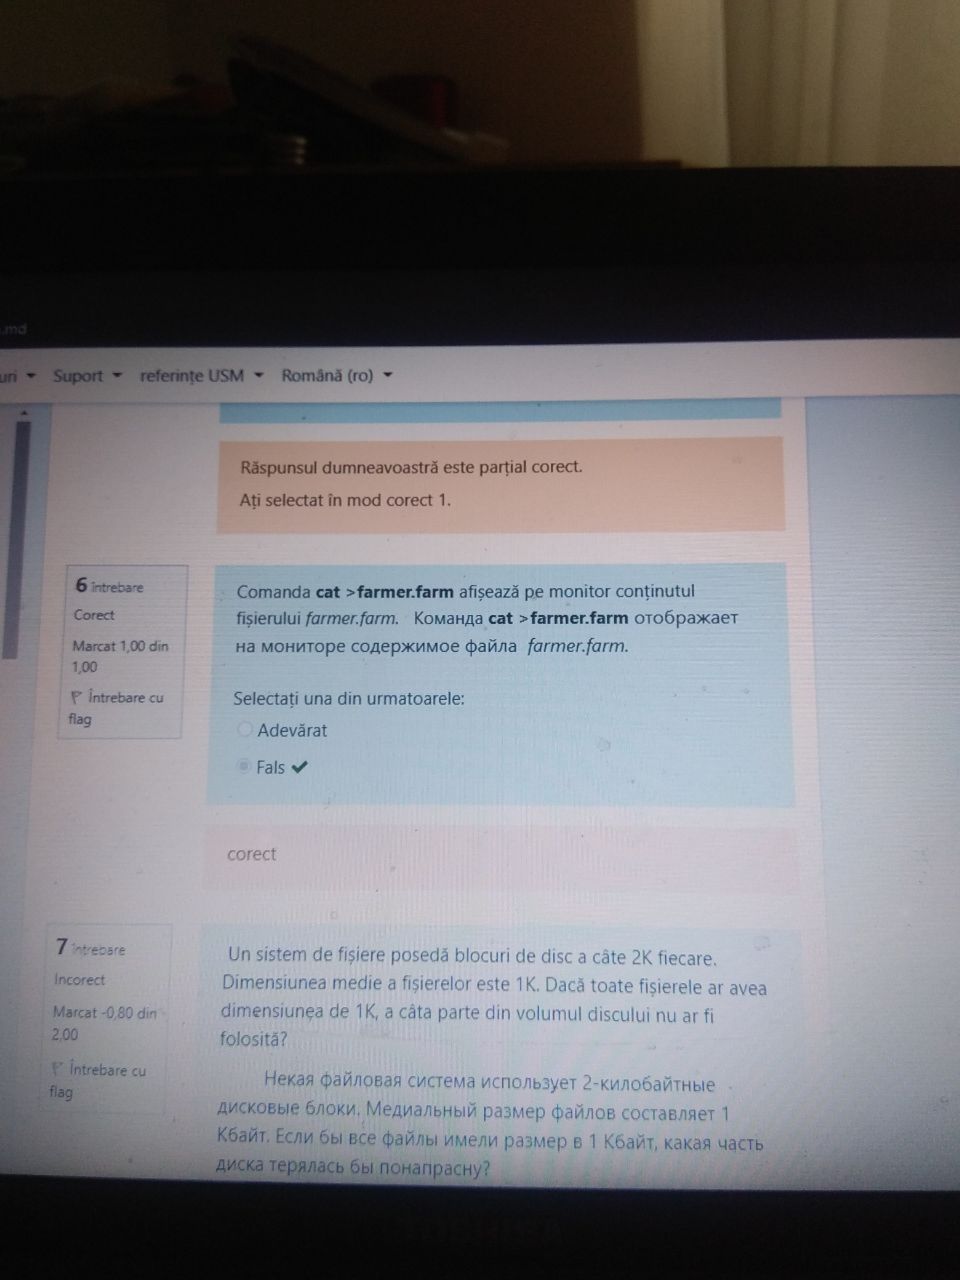 .md
uri Suport referințe USM Română (ro)
Răspunsul dumneavoastră este parțial corect.
Ați selectat în mod corect 1.
6 întrebare
Corect
Marcat 1,00 din
1,00
Întrebare cu
flag
Comanda cat >farmer.farm afișează pe monitor conținutul
fișierului farmer.farm. Команда cat >farmer.farm отображает
на мониторе содержимое файла farmer.farm.
Selectați una din urmatoarele:
Adevărat
Fals
corect
7 întrebare
Incorect
Marcat -0,80 din
2,00
Întrebare cu
flag
Un sistem de fișiere posedă blocuri de disc a câte 2K fiecare.
Dimensiunea medie a fișierelor este 1K. Dacă toate fișierele ar avea
dimensiunea de 1K, a câta parte din volumul discului nu ar fi
folosită?
Некая файловая система использует 2-килобайтные
дисковые блоки. Медиальный размер файлов составляет 1
Кбайт. Если бы все файлы имели размер в 1 Кбайт, какая часть
диска терялась бы понапрасну?